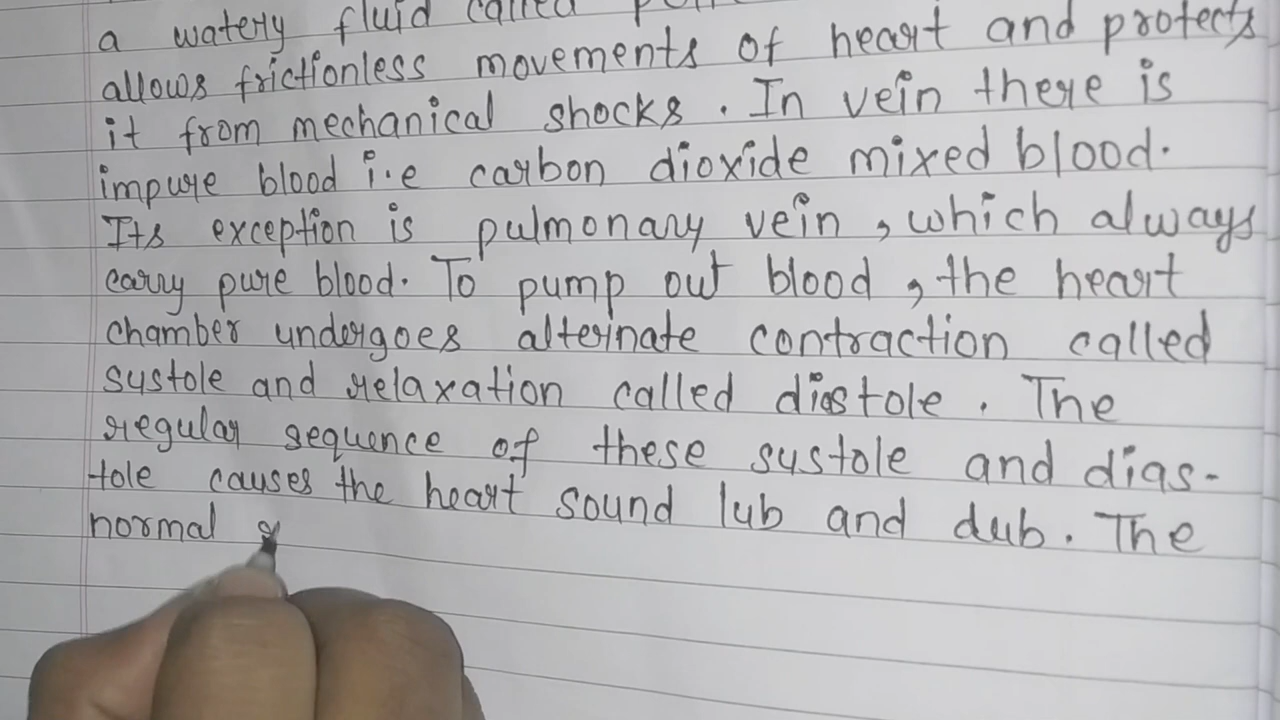 a watery fluid called
allows frictionless movements of heart and protects
it from mechanical shocks. In vein there is
impure blood i.e carbon dioxide mixed blood.
Its exception is pulmonary vein, which always
carry pure blood. To pump out blood, the heart
chamber undergoes alternate contraction called
systole and relaxation called diastole. The
regular sequence of these systole and dias-
tole causes the heart sound lub and dub. The
normal